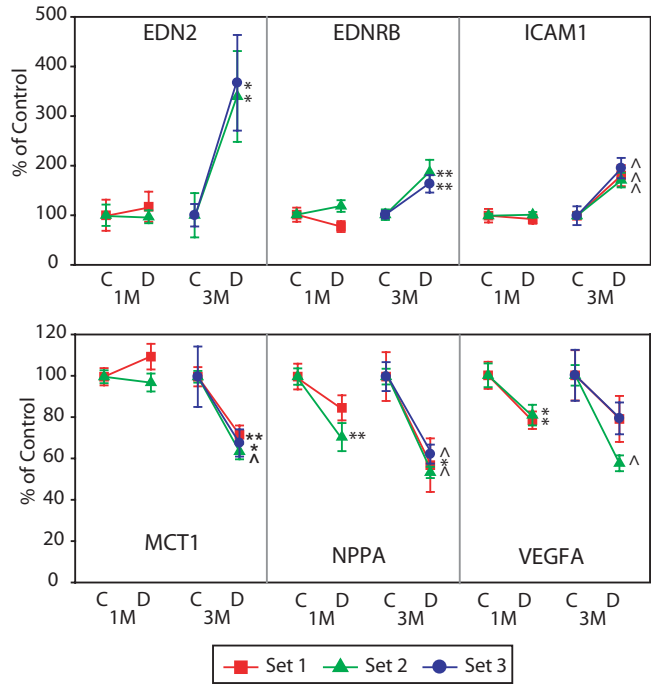 500
400
300
200
100
0
% of Control
EDN2
EDNRB
ICAM1
*
*
**
**
^
^
^
C D C D
1M 3M
C D C D
1M 3M
C D C D
1M 3M
120
100
80
60
40
20
0
% of Control
**
*
^
**
^
*
^
*
*
^
MCT1
NPPA
VEGFA
C D C D
1M 3M
C D C D
1M 3M
C D C D
1M 3M
Set 1 Set 2 Set 3